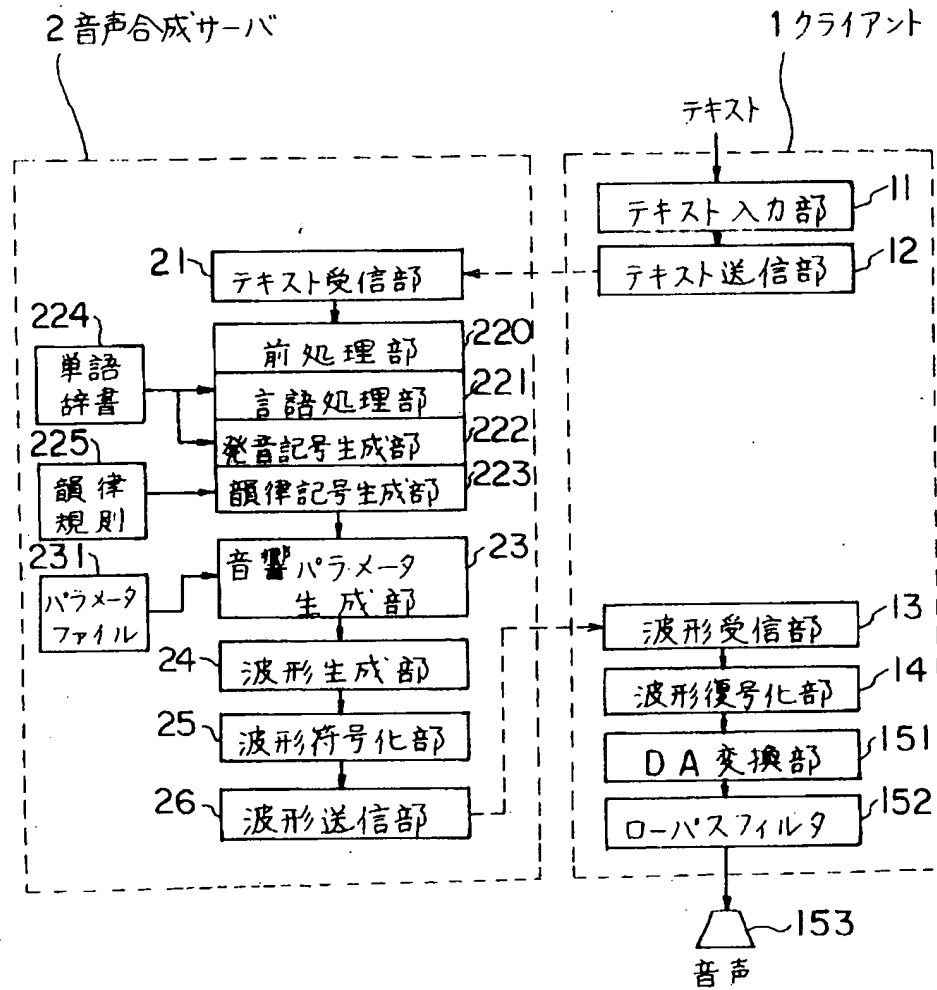 2 音声合成サーバ
1 クライアント
テキスト
テキスト入力部
11
テキスト送信部
12
21
テキスト受信部
224
単語
辞書
前処理部
220
言語処理部
221
発音記号生成部
222
225
韻律
規則
韻律記号生成部
223
231
パラメータ
ファイル
音響パラメータ
生成部
23
24
波形生成部
25
波形符号化部
26
波形送信部
波形受信部
13
波形復号化部
14
DA変換部
151
ローパスフィルタ
152
153
音声